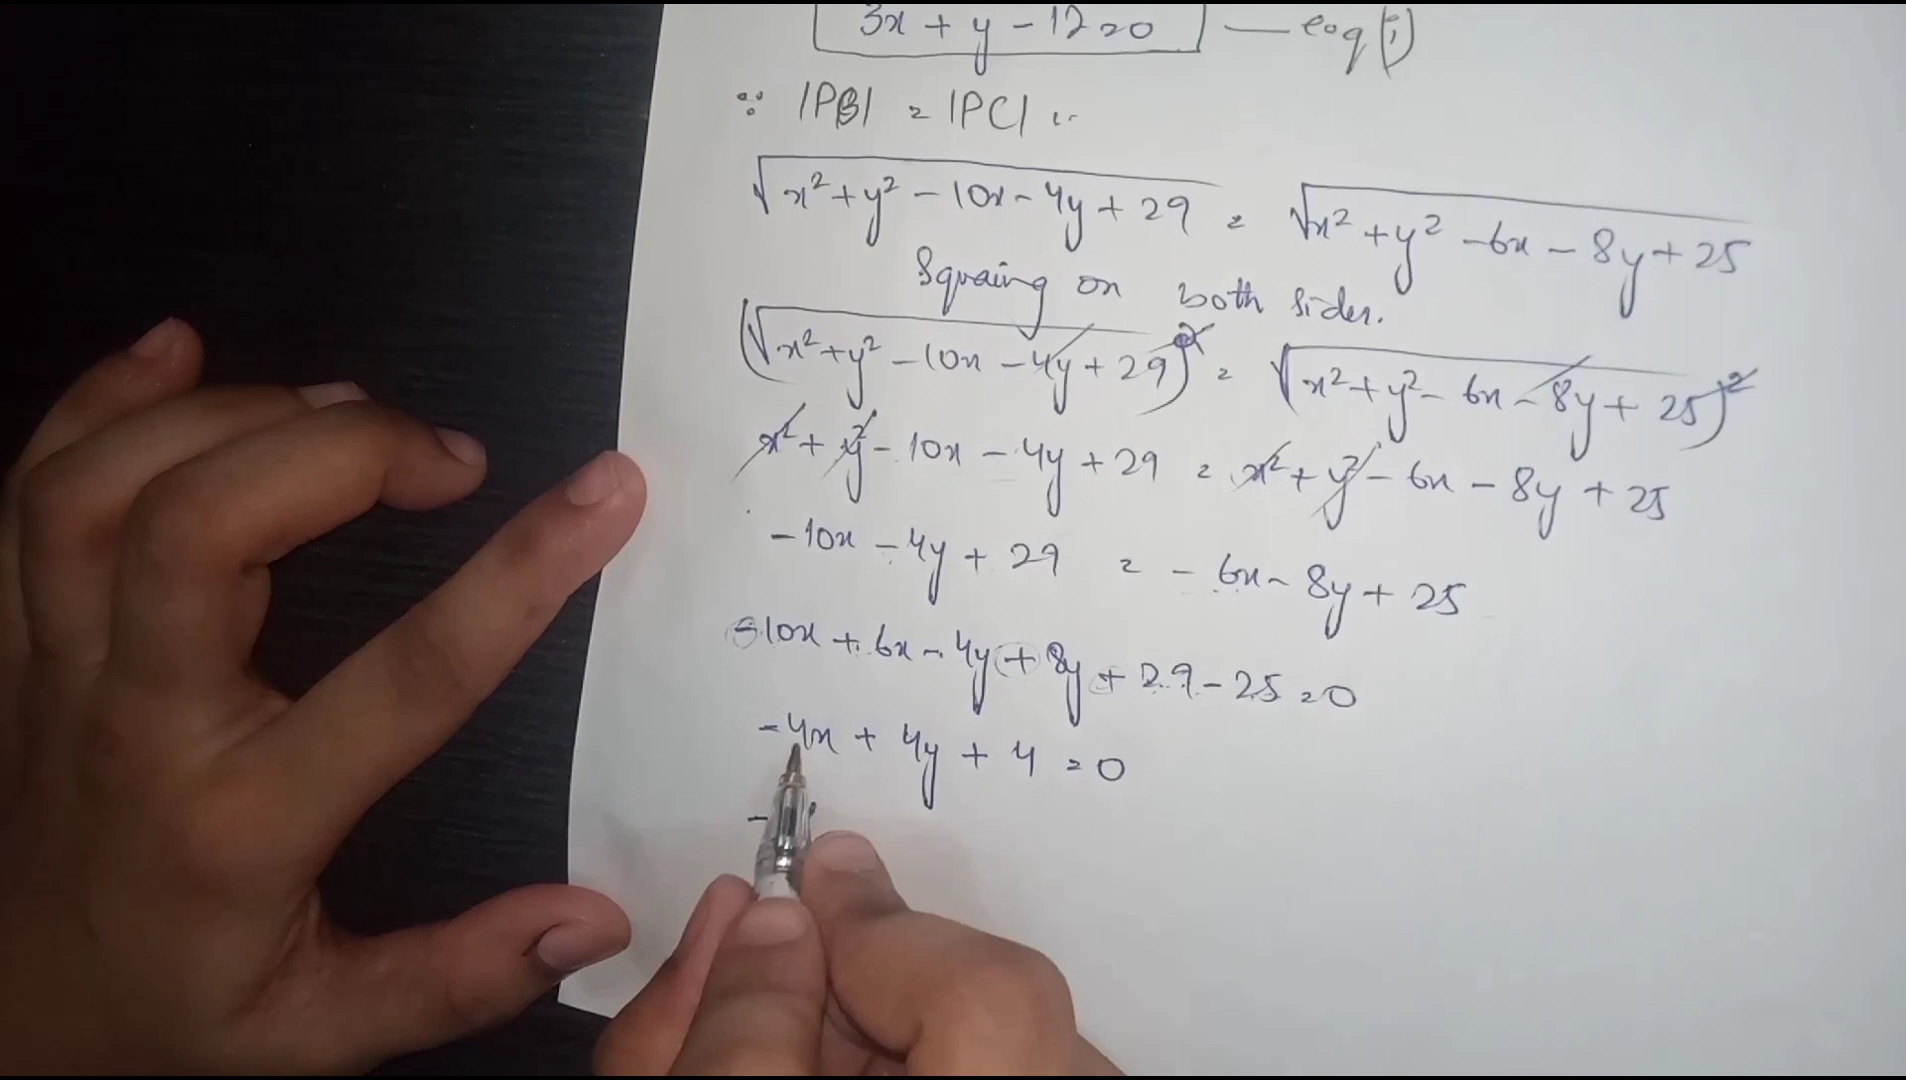 3x + y - 12 = 0 — eoq (i)
∵ |PB| = |PC| ..
√x² + y² - 10x - 4y + 29 = √x² + y² - 6x - 8y + 25
Squaing on both sides.
(√x² + y² - 10x - 4y + 29)² = √x² + y² - 6x - 8y + 25)²
x² + y² - 10x - 4y + 29 = x² + y² - 6x - 8y + 25
- 10x - 4y + 29 = - 6x - 8y + 25
- 10x + 6x - 4y + 8y + 29 - 25 = 0
- 4x + 4y + 4 = 0
-